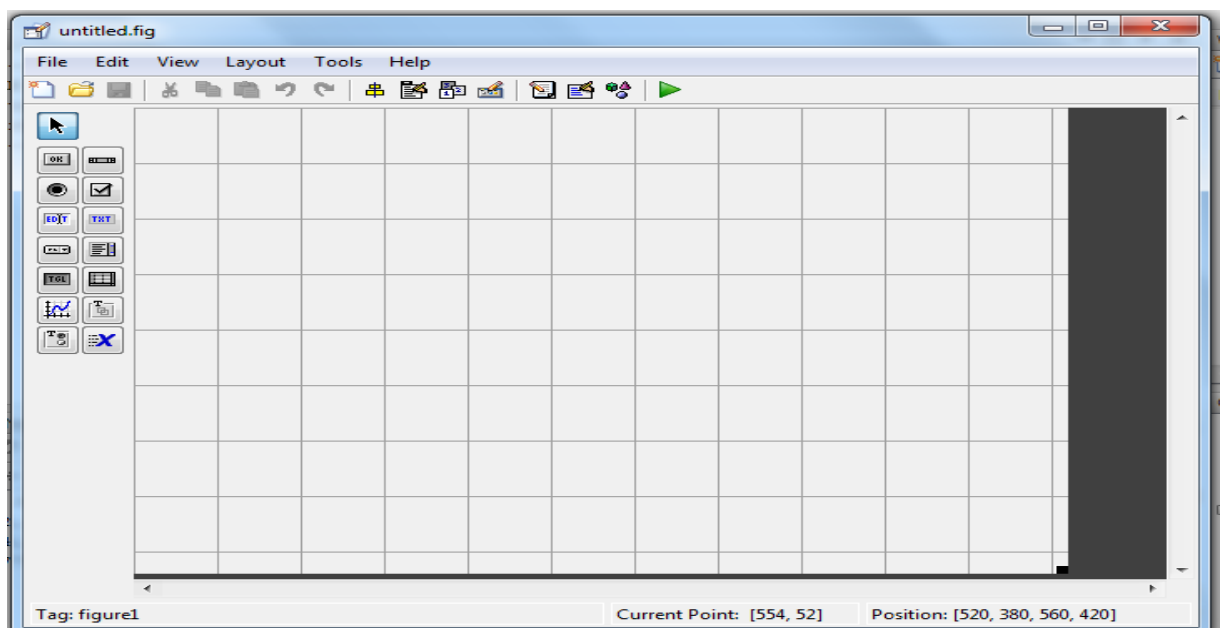 untitled.fig
File Edit View Layout Tools Help
OK
EDIT TXT
TGL
T
T
X
Tag: figure1 Current Point: [554, 52] Position: [520, 380, 560, 420]